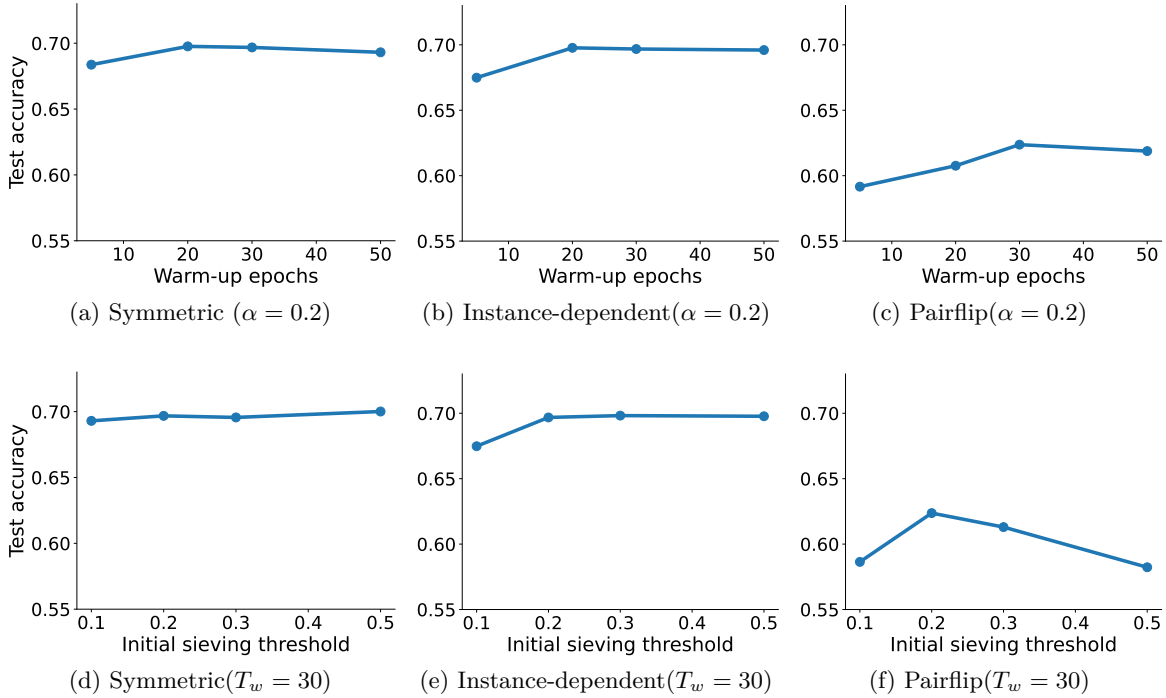 0.70
0.65
0.60
0.55
Test accuracy
10 20 30 40 50
Warm-up epochs
(a) Symmetric (α = 0.2)
0.70
0.65
0.60
0.55
10 20 30 40 50
Warm-up epochs
(b) Instance-dependent(α = 0.2)
0.70
0.65
0.60
0.55
10 20 30 40 50
Warm-up epochs
(c) Pairflip(α = 0.2)
0.70
0.65
0.60
0.55
Test accuracy
0.1 0.2 0.3 0.4 0.5
Initial sieving threshold
(d) Symmetric(T_w = 30)
0.70
0.65
0.60
0.55
0.1 0.2 0.3 0.4 0.5
Initial sieving threshold
(e) Instance-dependent(T_w = 30)
0.70
0.65
0.60
0.55
0.1 0.2 0.3 0.4 0.5
Initial sieving threshold
(f) Pairflip(T_w = 30)